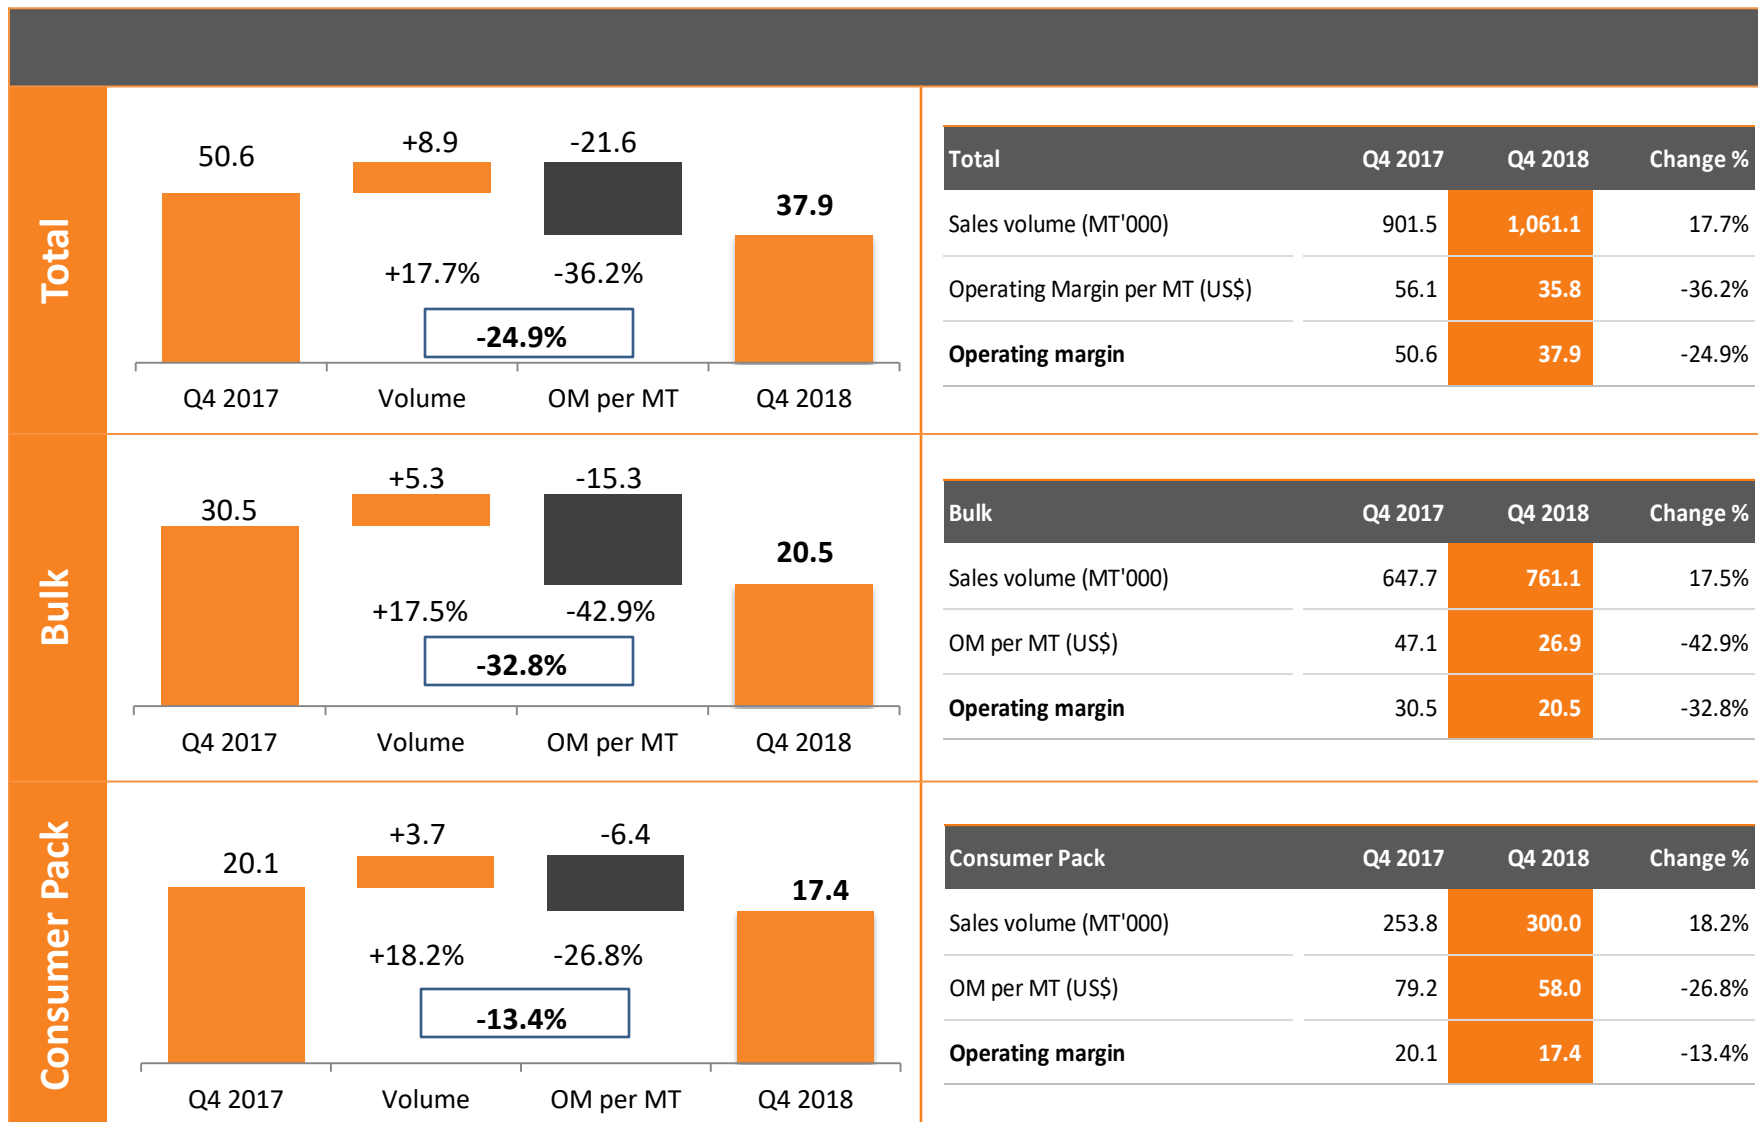 Total
50.6
+8.9
-21.6
37.9
+17.7%
-36.2%
-24.9%
Q4 2017
Volume
OM per MT
Q4 2018
Total Q4 2017 Q4 2018 Change %
Sales volume (MT'000) 901.5 1,061.1 17.7%
Operating Margin per MT (US$) 56.1 35.8 -36.2%
Operating margin 50.6 37.9 -24.9%
Bulk
30.5
+5.3
-15.3
20.5
+17.5%
-42.9%
-32.8%
Q4 2017
Volume
OM per MT
Q4 2018
Bulk Q4 2017 Q4 2018 Change %
Sales volume (MT'000) 647.7 761.1 17.5%
OM per MT (US$) 47.1 26.9 -42.9%
Operating margin 30.5 20.5 -32.8%
Consumer Pack
20.1
+3.7
-6.4
17.4
+18.2%
-26.8%
-13.4%
Q4 2017
Volume
OM per MT
Q4 2018
Consumer Pack Q4 2017 Q4 2018 Change %
Sales volume (MT'000) 253.8 300.0 18.2%
OM per MT (US$) 79.2 58.0 -26.8%
Operating margin 20.1 17.4 -13.4%